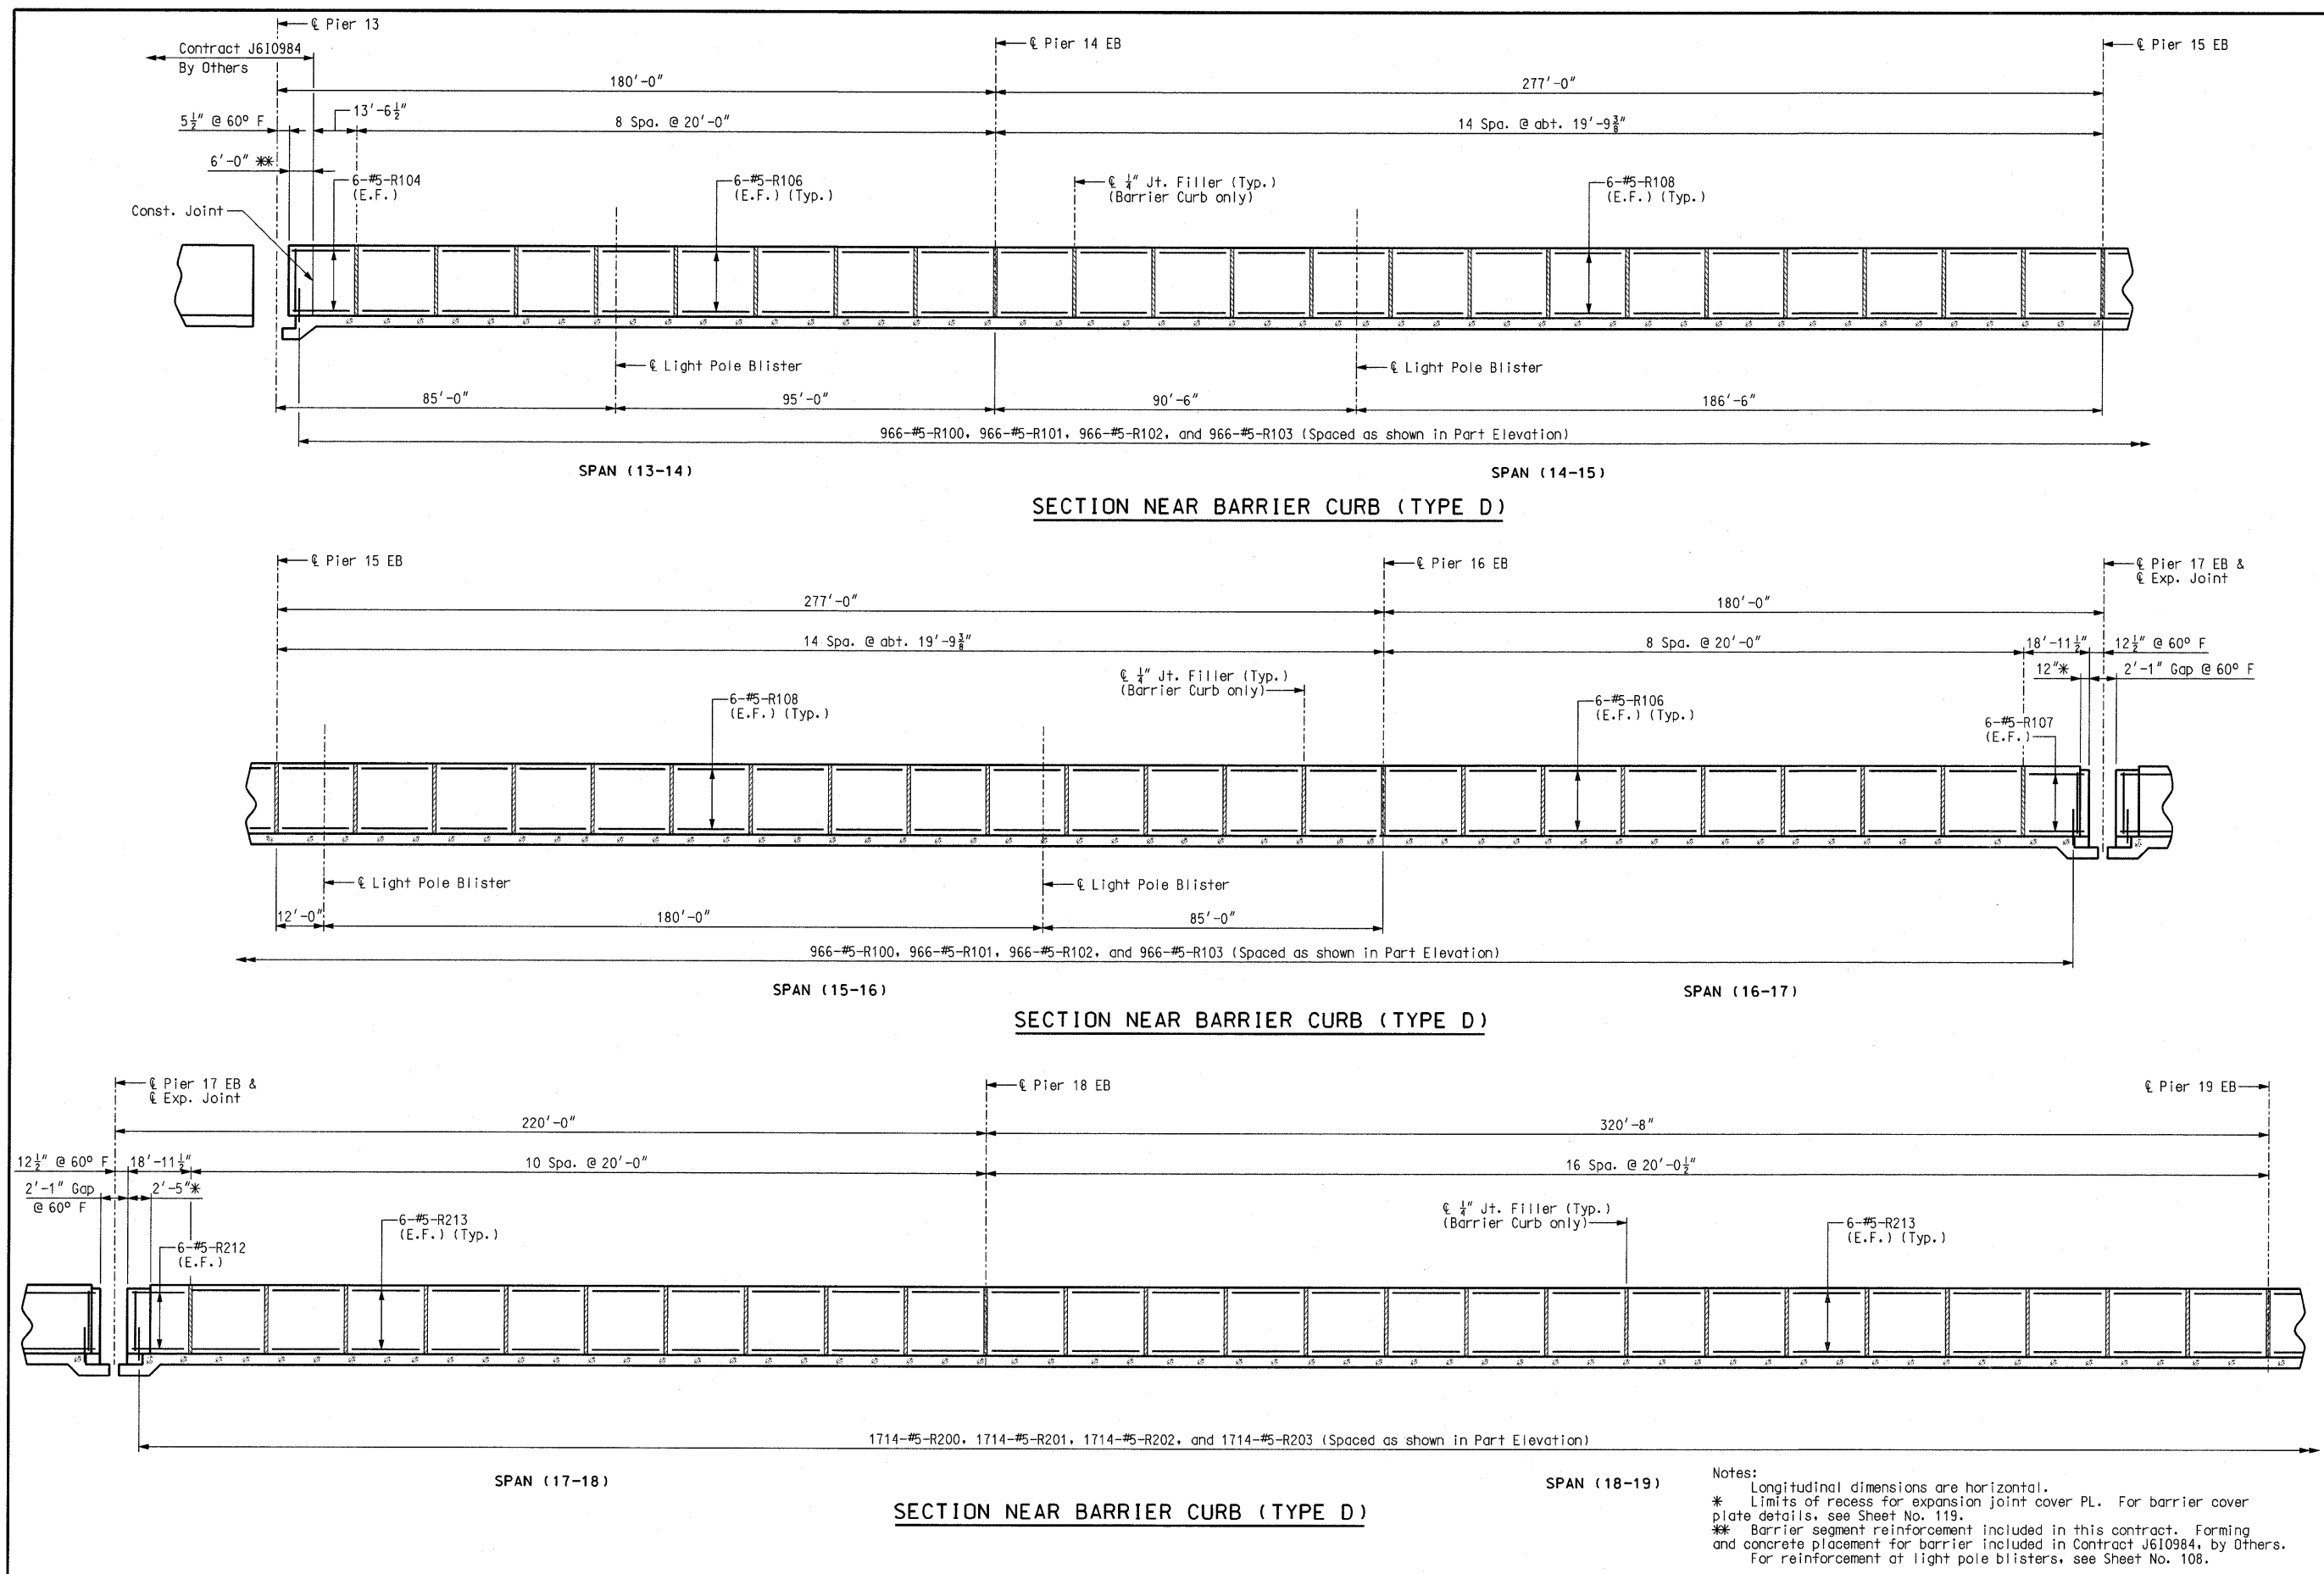 ℄ Pier 13
Contract J6I0984
By Others
℄ Pier 14 EB
℄ Pier 15 EB
180'-0"
277'-0"
5½" @ 60° F
13'-6½"
8 Spa. @ 20'-0"
14 Spa. @ abt. 19'-9⅜"
6'-0" **
6-#5-R104
(E.F.)
6-#5-R106
(E.F.) (Typ.)
℄ ¼" Jt. Filler (Typ.)
(Barrier Curb only)
6-#5-R108
(E.F.) (Typ.)
Const. Joint
℄ Light Pole Blister
℄ Light Pole Blister
85'-0"
95'-0"
90'-6"
186'-6"
966-#5-R100, 966-#5-R101, 966-#5-R102, and 966-#5-R103 (Spaced as shown in Part Elevation)
SPAN (13-14)
SPAN (14-15)
SECTION NEAR BARRIER CURB (TYPE D)
℄ Pier 15 EB
℄ Pier 16 EB
℄ Pier 17 EB &
℄ Exp. Joint
277'-0"
180'-0"
14 Spa. @ abt. 19'-9⅜"
8 Spa. @ 20'-0"
18'-11½"
12½" @ 60° F
12"*
2'-1" Gap @ 60° F
℄ ¼" Jt. Filler (Typ.)
(Barrier Curb only)
6-#5-R108
(E.F.) (Typ.)
6-#5-R106
(E.F.) (Typ.)
6-#5-R107
(E.F.)
℄ Light Pole Blister
℄ Light Pole Blister
12'-0"
180'-0"
85'-0"
966-#5-R100, 966-#5-R101, 966-#5-R102, and 966-#5-R103 (Spaced as shown in Part Elevation)
SPAN (15-16)
SPAN (16-17)
SECTION NEAR BARRIER CURB (TYPE D)
℄ Pier 17 EB &
℄ Exp. Joint
℄ Pier 18 EB
℄ Pier 19 EB
220'-0"
320'-8"
12½" @ 60° F
18'-11½"
10 Spa. @ 20'-0"
16 Spa. @ 20'-0½"
2'-1" Gap
@ 60° F
2'-5"*
6-#5-R212
(E.F.)
6-#5-R213
(E.F.) (Typ.)
℄ ¼" Jt. Filler (Typ.)
(Barrier Curb only)
6-#5-R213
(E.F.) (Typ.)
1714-#5-R200, 1714-#5-R201, 1714-#5-R202, and 1714-#5-R203 (Spaced as shown in Part Elevation)
SPAN (17-18)
SPAN (18-19)
SECTION NEAR BARRIER CURB (TYPE D)
Notes:
Longitudinal dimensions are horizontal.
* Limits of recess for expansion joint cover PL. For barrier cover
plate details, see Sheet No. 119.
** Barrier segment reinforcement included in this contract. Forming
and concrete placement for barrier included in Contract J6I0984, by Others.
For reinforcement at light pole blisters, see Sheet No. 108.